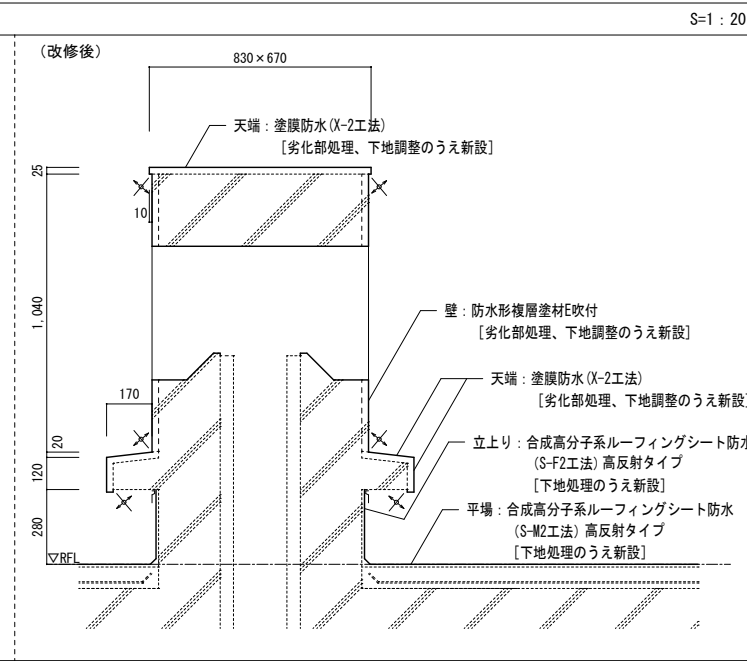 S=1：20
（改修後）
830×670
天端：塗膜防水(X-2工法)
[劣化部処理、下地調整のうえ新設]
25
10
1,040
壁：防水形複層塗材E吹付
[劣化部処理、下地調整のうえ新設]
天端：塗膜防水(X-2工法)
[劣化部処理、下地調整のうえ新設]
170
20
立上り：合成高分子系ルーフィングシート防水
(S-F2工法) 高反射タイプ
[下地処理のうえ新設]
120
平場：合成高分子系ルーフィングシート防水
(S-M2工法) 高反射タイプ
[下地処理のうえ新設]
280
▽RFL